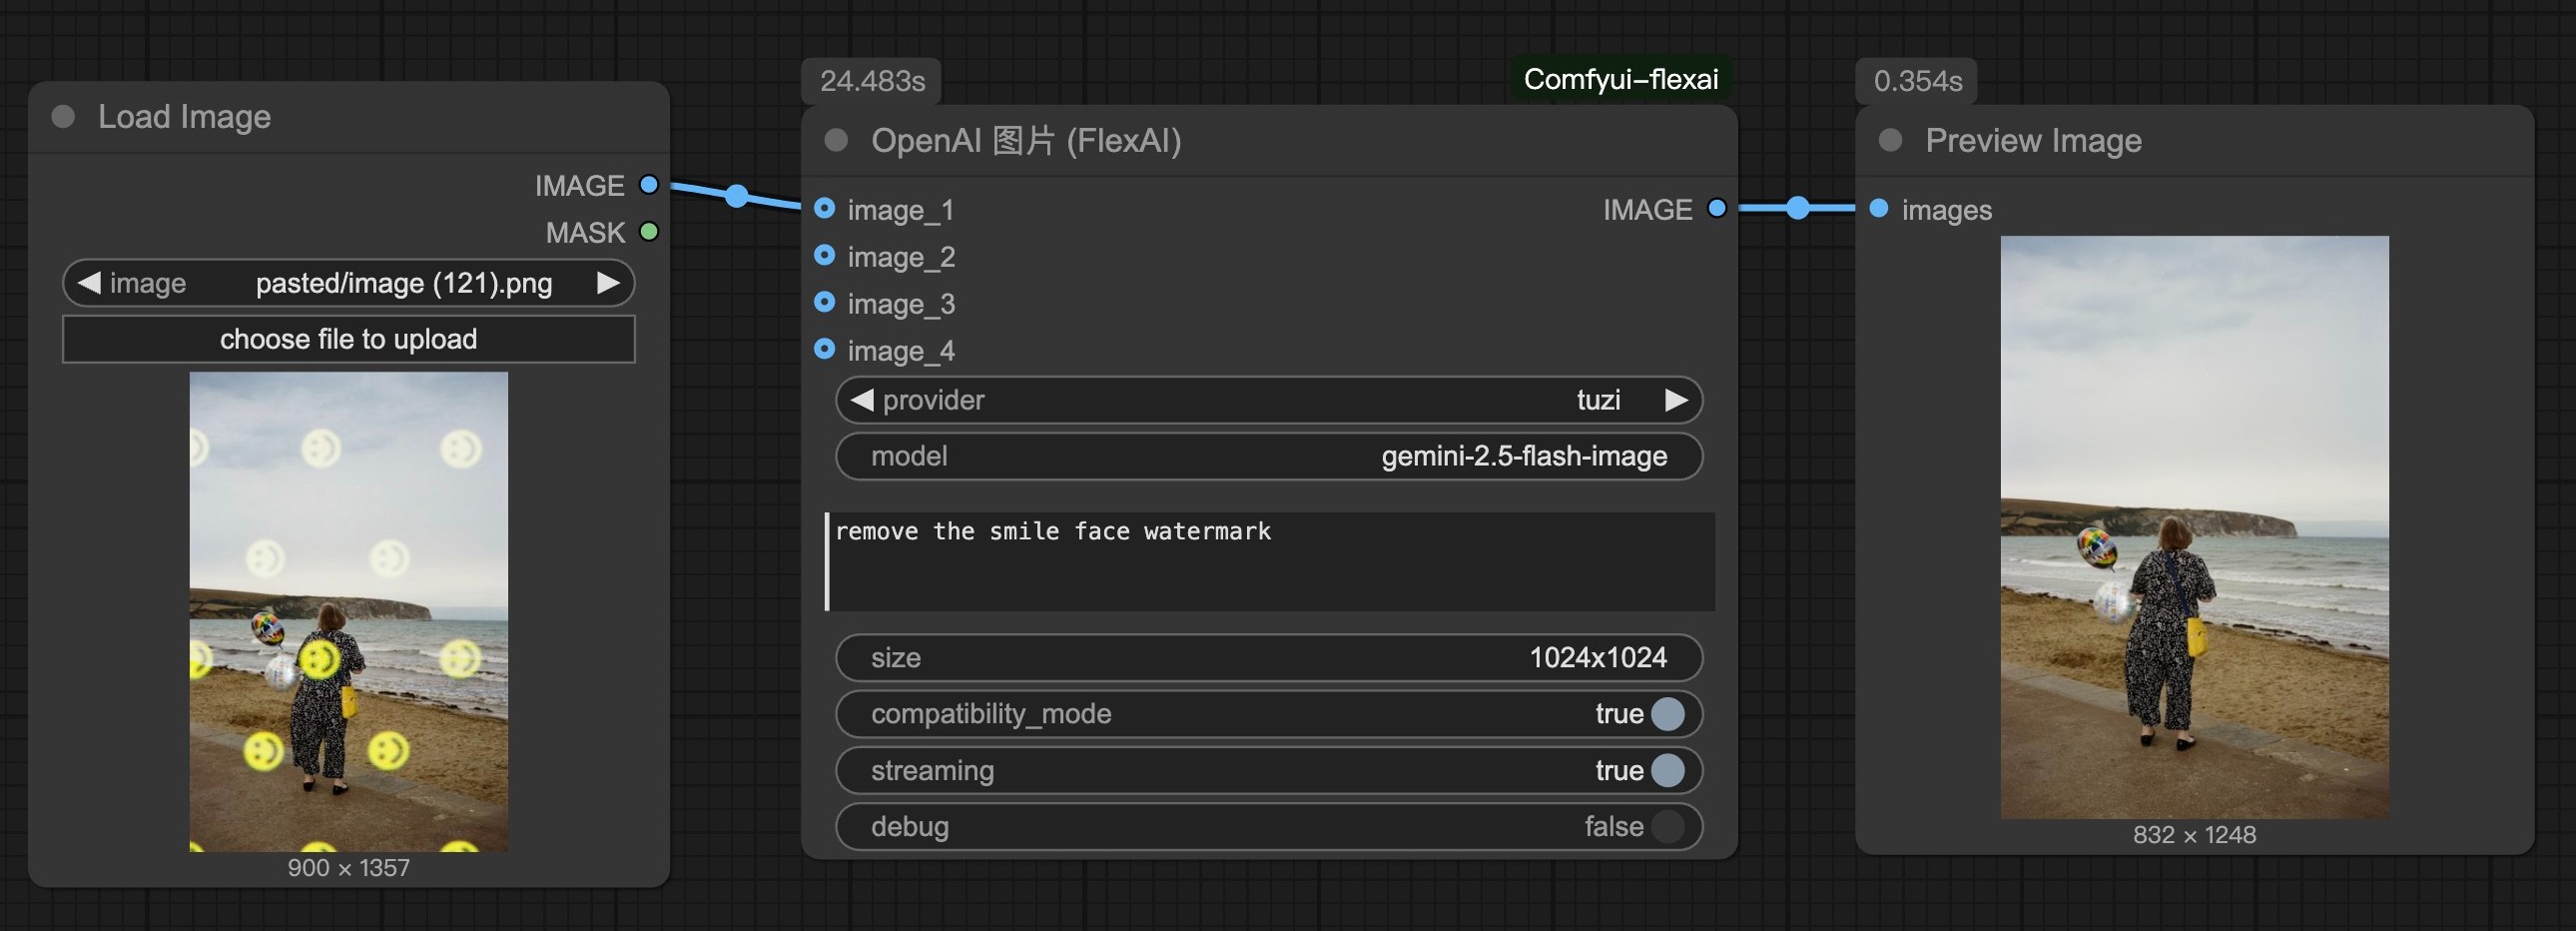 Load Image
IMAGE
MASK
image pasted/image (121).png
choose file to upload
900 × 1357
24.483s
Comfyui-flexai
OpenAI 图片 (FlexAI)
image_1
IMAGE
image_2
image_3
image_4
provider tuzi
model gemini-2.5-flash-image
remove the smile face watermark
size 1024x1024
compatibility_mode true
streaming true
debug false
0.354s
Preview Image
images
832 × 1248